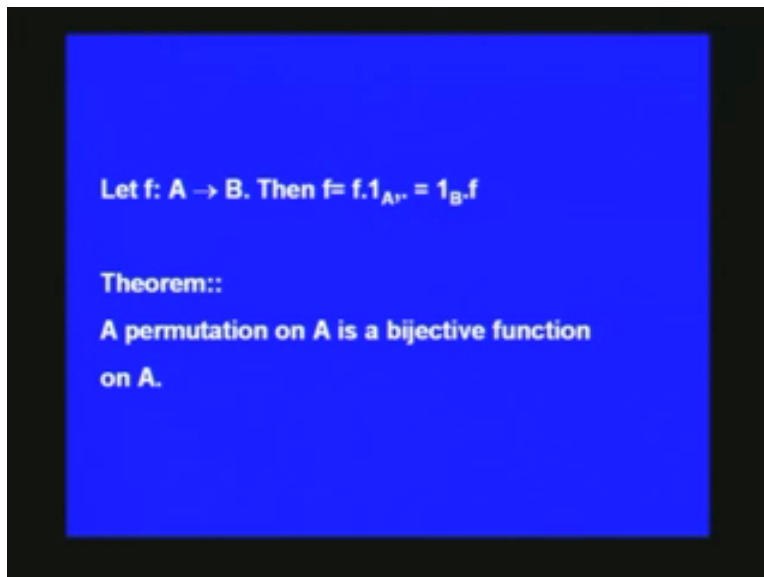 Let f: A → B. Then f= f.1A,. = 1B.f
Theorem::
A permutation on A is a bijective function
on A.